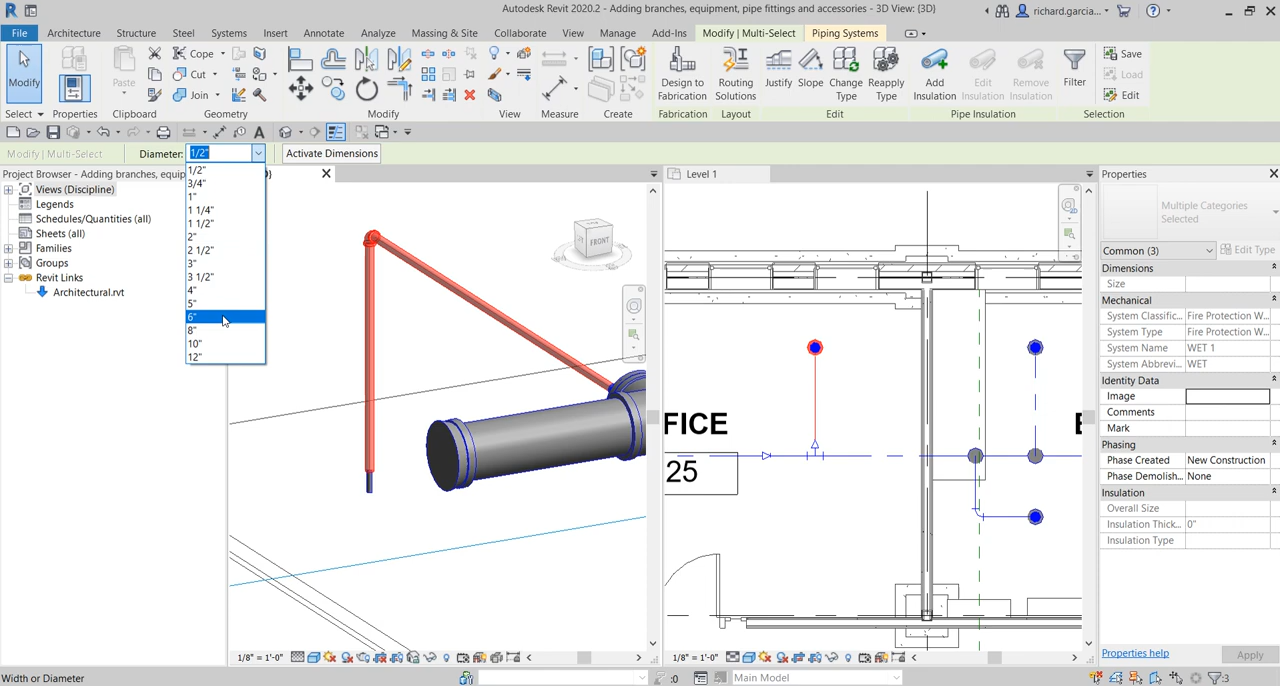 Autodesk Revit 2020.2 - Adding branches, equipment, pipe fittings and accessories - 3D View: {3D}
richard.garcia...
File Architecture Structure Steel Systems Insert Annotate Analyze Massing & Site Collaborate View Manage Add-Ins Modify | Multi-Select Piping Systems
Modify
Paste
Cope
Cut
Join
Design to Fabrication
Routing Solutions
Justify
Slope
Change Type
Reapply Type
Add Insulation
Edit Insulation
Remove Insulation
Filter
Save
Load
Edit
Select Properties Clipboard Geometry Modify View Measure Create Fabrication Layout Edit Pipe Insulation Selection
Modify | Multi-Select Diameter: 1/2" Activate Dimensions
1/2"
3/4"
1"
1 1/4"
1 1/2"
2"
2 1/2"
3"
3 1/2"
4"
5"
6"
8"
10"
12"
Project Browser - Adding branches, equip
Views (Discipline)
Legends
Schedules/Quantities (all)
Sheets (all)
Families
Groups
Revit Links
Architectural.rvt
FRONT
Level 1
FICE
25
E
Properties
Multiple Categories Selected
Common (3) Edit Type
Dimensions
Size
Mechanical
System Classific... Fire Protection W...
System Type Fire Protection W...
System Name WET 1
System Abbrevi... WET
Identity Data
Image
Comments
Mark
Phasing
Phase Created New Construction
Phase Demolish... None
Insulation
Overall Size
Insulation Thick... 0"
Insulation Type
Properties help Apply
1/8" = 1'-0"
1/8" = 1'-0"
Width or Diameter
:0
Main Model
:3